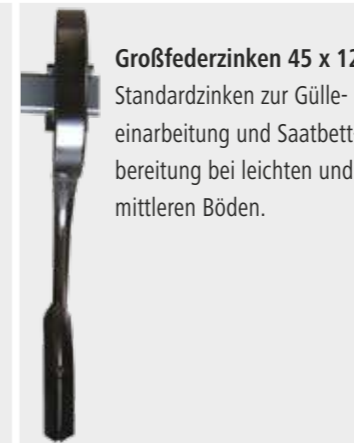 Großfederzinken 45 x 12
Standardzinken zur Gülle-
einarbeitung und Saatbett
bereitung bei leichten und
mittleren Böden.